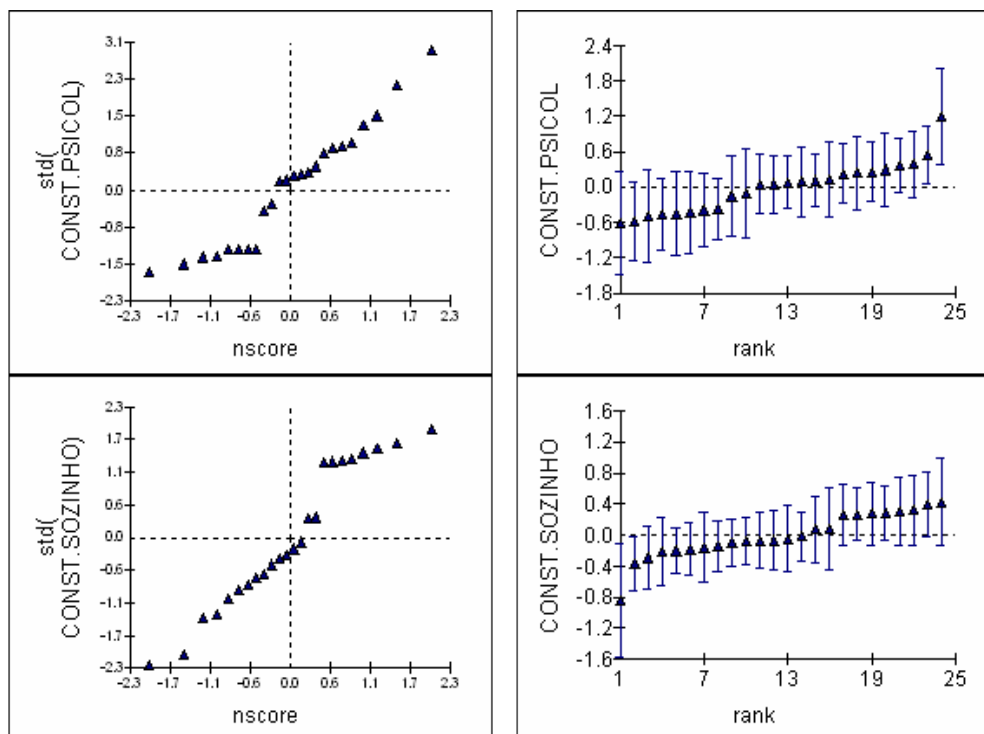 std(
CONST.PSICOL)
3.1
2.3
1.5
0.8
0.0
-0.8
-1.5
-2.3
-2.3 -1.7 -1.1 -0.6 0.0 0.6 1.1 1.7 2.3
nscore
CONST.PSICOL
2.4
1.8
1.2
0.6
0.0
-0.6
-1.2
-1.8
1 7 13 19 25
rank
std(
CONST.SOZINHO)
2.3
1.7
1.1
0.6
0.0
-0.6
-1.1
-1.7
-2.3
-2.3 -1.7 -1.1 -0.6 0.0 0.6 1.1 1.7 2.3
nscore
CONST.SOZINHO
1.6
1.2
0.8
0.4
0.0
-0.4
-0.8
-1.2
-1.6
1 7 13 19 25
rank